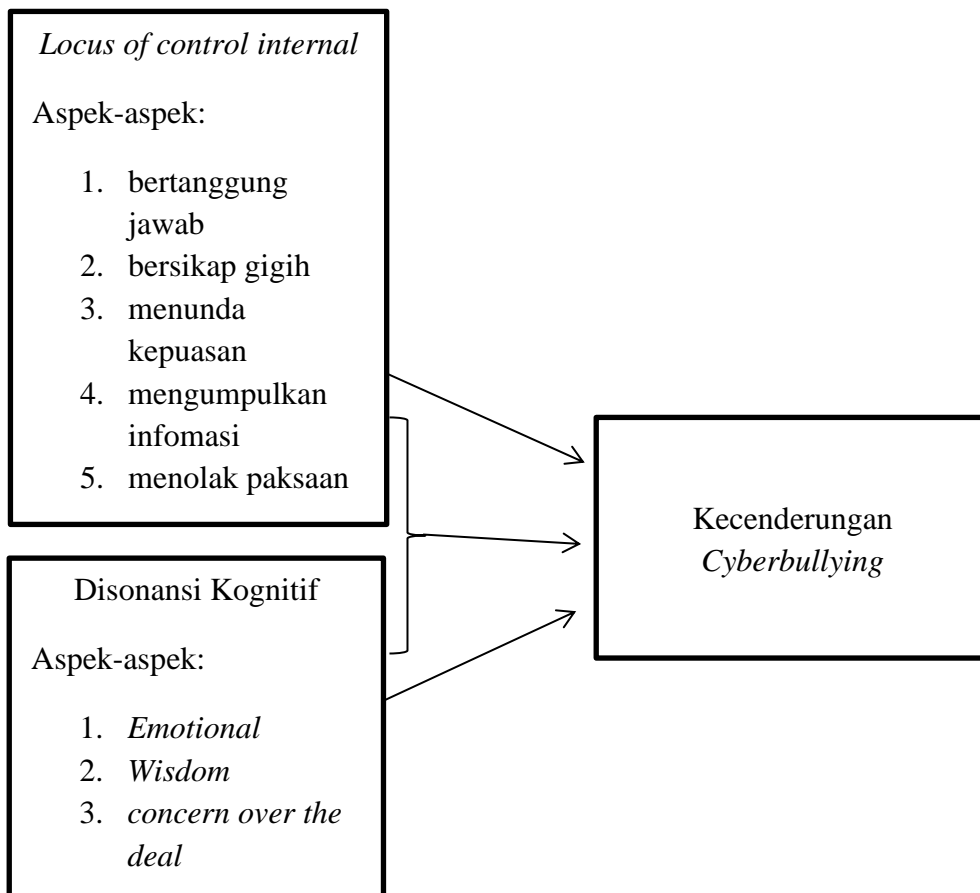 Locus of control internal
Aspek-aspek:
1. bertanggung
jawab
2. bersikap gigih
3. menunda
kepuasan
4. mengumpulkan
infomasi
5. menolak paksaan
Disonansi Kognitif
Aspek-aspek:
1. Emotional
2. Wisdom
3. concern over the
deal
Kecenderungan
Cyberbullying